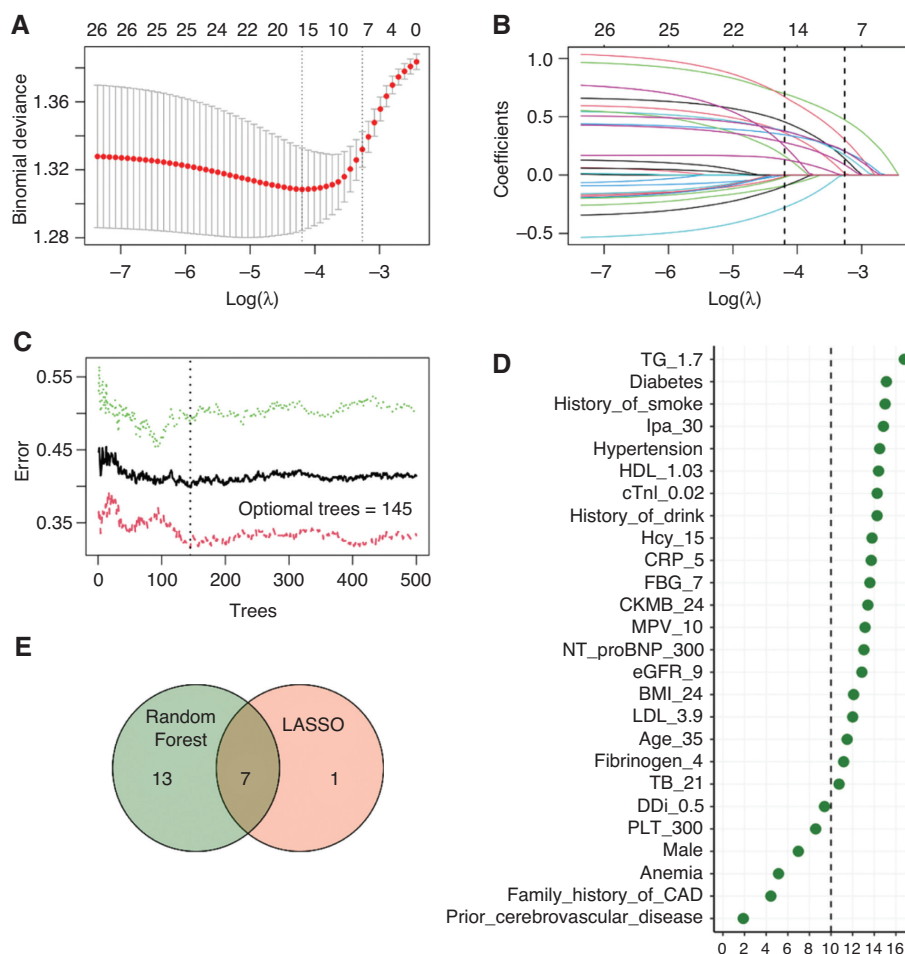 A
26 26 25 25 24 22 20 15 10 7 4 0
Binomial deviance
1.36
1.32
1.28
–7 –6 –5 –4 –3
Log(λ)
B
26 25 22 14 7
Coefficients
1.0
0.5
0.0
–0.5
–7 –6 –5 –4 –3
Log(λ)
C
Error
0.55
0.45
0.35
Optiomal trees = 145
0 100 200 300 400 500
Trees
D
TG_1.7
Diabetes
History_of_smoke
lpa_30
Hypertension
HDL_1.03
cTnl_0.02
History_of_drink
Hcy_15
CRP_5
FBG_7
CKMB_24
MPV_10
NT_proBNP_300
eGFR_9
BMI_24
LDL_3.9
Age_35
Fibrinogen_4
TB_21
DDi_0.5
PLT_300
Male
Anemia
Family_history_of_CAD
Prior_cerebrovascular_disease
0 2 4 6 8 10 12 14 16
E
Random
Forest
LASSO
13 7 1